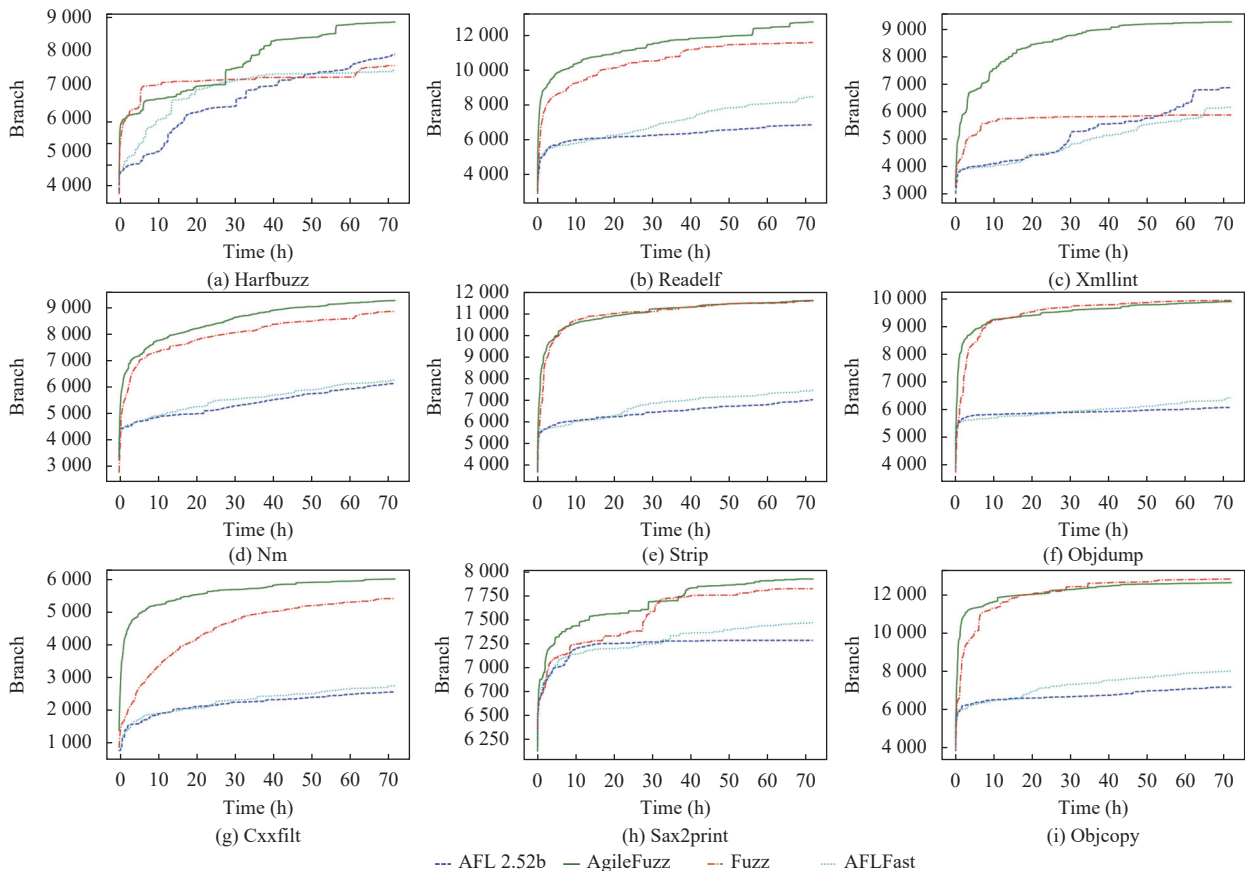 9 000
8 000
7 000
6 000
5 000
4 000
Branch
0 10 20 30 40 50 60 70
Time (h)
(a) Harfbuzz
12 000
10 000
8 000
6 000
4 000
Branch
0 10 20 30 40 50 60 70
Time (h)
(b) Readelf
9 000
8 000
7 000
6 000
5 000
4 000
3 000
Branch
0 10 20 30 40 50 60 70
Time (h)
(c) Xmllint
9 000
8 000
7 000
6 000
5 000
4 000
3 000
Branch
0 10 20 30 40 50 60 70
Time (h)
(d) Nm
12 000
11 000
10 000
9 000
8 000
7 000
6 000
5 000
4 000
Branch
0 10 20 30 40 50 60 70
Time (h)
(e) Strip
10 000
9 000
8 000
7 000
6 000
5 000
4 000
Branch
0 10 20 30 40 50 60 70
Time (h)
(f) Objdump
6 000
5 000
4 000
3 000
2 000
1 000
Branch
0 10 20 30 40 50 60 70
Time (h)
(g) Cxxfilt
8 000
7 750
7 500
7 250
7 000
6 700
6 500
6 250
Branch
0 10 20 30 40 50 60 70
Time (h)
(h) Sax2print
12 000
10 000
8 000
6 000
4 000
Branch
0 10 20 30 40 50 60 70
Time (h)
(i) Objcopy
AFL 2.52b AgileFuzz Fuzz AFLFast